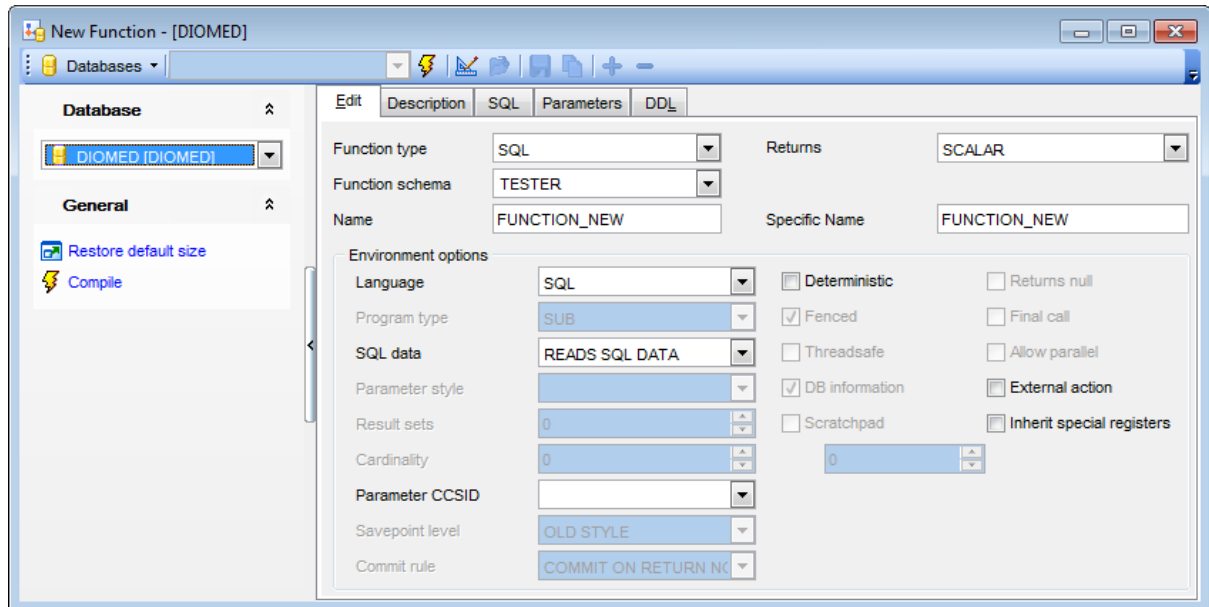 New Function - [DIOMED]
Databases
Database
DIOMED [DIOMED]
General
Restore default size
Compile
Edit Description SQL Parameters DDL
Function type SQL Returns SCALAR
Function schema TESTER
Name FUNCTION_NEW Specific Name FUNCTION_NEW
Environment options
Language SQL Deterministic Returns null
Program type SUB Fenced Final call
SQL data READS SQL DATA Threadsafe Allow parallel
Parameter style DB information External action
Result sets 0 Scratchpad Inherit special registers
Cardinality 0 0
Parameter CCSID
Savepoint level OLD STYLE
Commit rule COMMIT ON RETURN